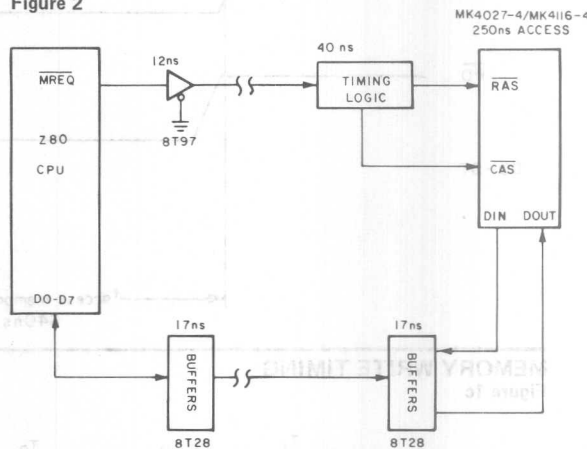 Figure 2
MK4027-4/MK4116-4
250ns ACCESS
MREQ
Z80
CPU
D0-D7
12ns
8T97
40 ns
TIMING
LOGIC
RAS
CAS
DIN DOUT
17ns
BUFFERS
8T28
17ns
BUFFERS
8T28
MEMORY WRITE TIMING
Figure 1c